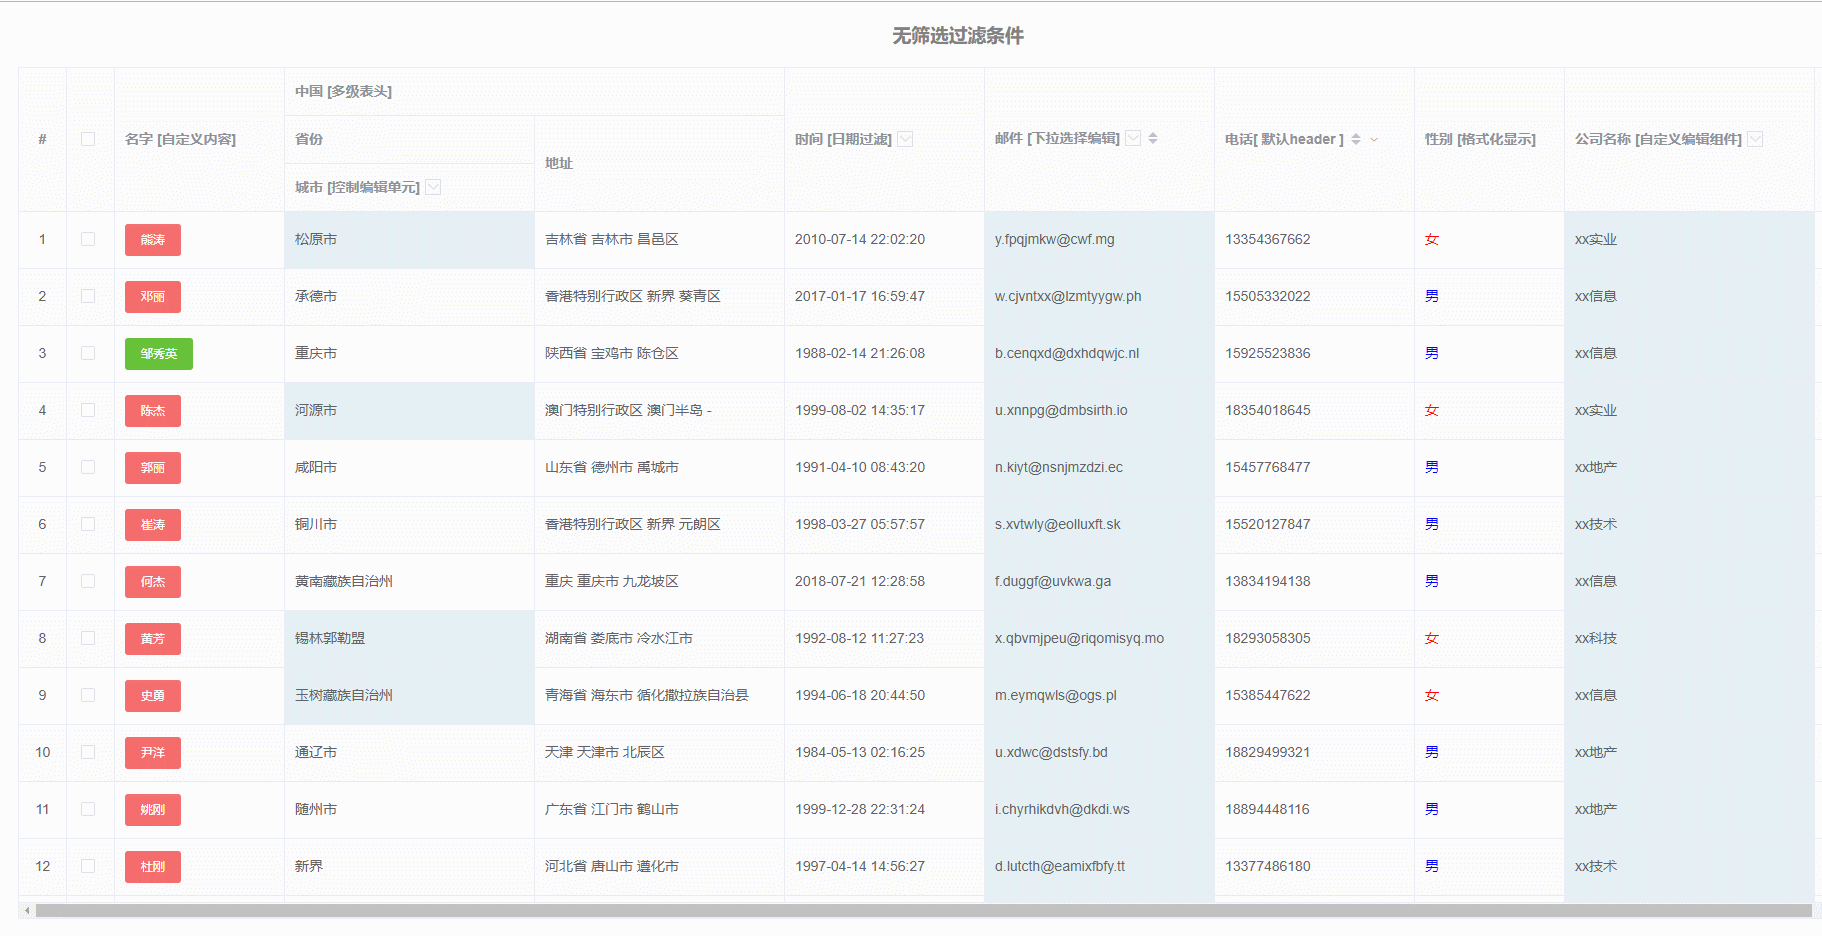 无筛选过滤条件
中国 [多级表头]
# 名字 [自定义内容] 省份 时间 [日期过滤] 邮件 [下拉选择编辑] 电话[ 默认header ] 性别 [格式化显示] 公司名称 [自定义编辑组件]
地址
城市 [控制编辑单元]
1 熊涛 松原市 吉林省 吉林市 昌邑区 2010-07-14 22:02:20 y.fpqjmkw@cwf.mg 13354367662 女 xx实业
2 邓丽 承德市 香港特别行政区 新界 葵青区 2017-01-17 16:59:47 w.cjvntxx@lzmtyygw.ph 15505332022 男 xx信息
3 邹秀英 重庆市 陕西省 宝鸡市 陈仓区 1988-02-14 21:26:08 b.cenqxd@dxhdqwjc.nl 15925523836 男 xx信息
4 陈杰 河源市 澳门特别行政区 澳门半岛 - 1999-08-02 14:35:17 u.xnnpg@dmbsirth.io 18354018645 女 xx实业
5 郭丽 咸阳市 山东省 德州市 禹城市 1991-04-10 08:43:20 n.kiyt@nsnjmzdzi.ec 15457768477 男 xx地产
6 崔涛 铜川市 香港特别行政区 新界 元朗区 1998-03-27 05:57:57 s.xvtwly@eolluxft.sk 15520127847 男 xx技术
7 何杰 黄南藏族自治州 重庆 重庆市 九龙坡区 2018-07-21 12:28:58 f.duggf@uvkwa.ga 13834194138 男 xx信息
8 黄芳 锡林郭勒盟 湖南省 娄底市 冷水江市 1992-08-12 11:27:23 x.qbvmjpeu@riqomisyq.mo 18293058305 女 xx科技
9 史勇 玉树藏族自治州 青海省 海东市 循化撒拉族自治县 1994-06-18 20:44:50 m.eymqwls@ogs.pl 15385447622 女 xx信息
10 尹洋 通辽市 天津 天津市 北辰区 1984-05-13 02:16:25 u.xdwc@dstsfy.bd 18829499321 男 xx地产
11 姚刚 随州市 广东省 江门市 鹤山市 1999-12-28 22:31:24 i.chyrhikdvh@dkdi.ws 18894448116 男 xx地产
12 杜刚 新界 河北省 唐山市 遵化市 1997-04-14 14:56:27 d.lutcth@eamixfbfy.tt 13377486180 男 xx技术